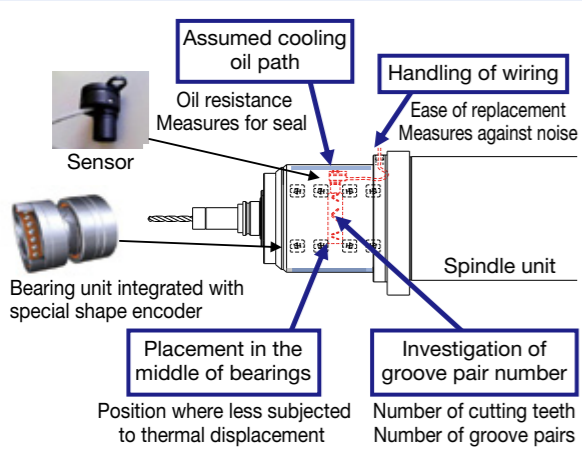 Assumed cooling
oil path
Handling of wiring
Oil resistance
Measures for seal
Ease of replacement
Measures against noise
Sensor
Spindle unit
Bearing unit integrated with
special shape encoder
Placement in the
middle of bearings
Investigation of
groove pair number
Position where less subjected
to thermal displacement
Number of cutting teeth
Number of groove pairs